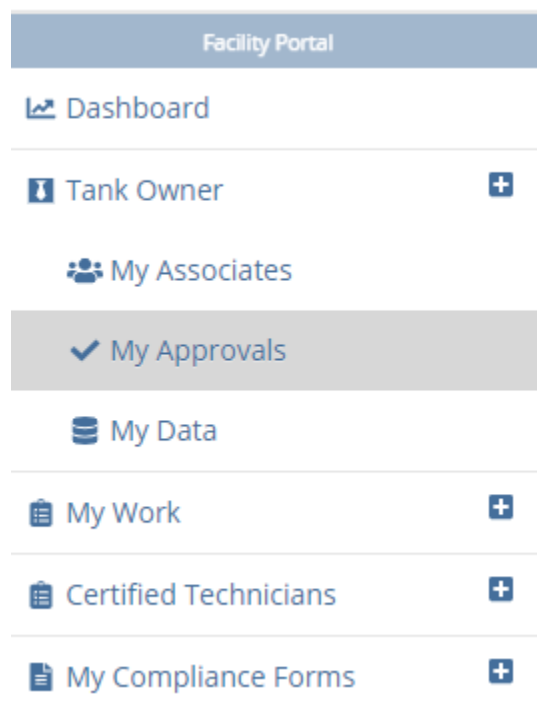 Facility Portal
Dashboard
Tank Owner
My Associates
My Approvals
My Data
My Work
Certified Technicians
My Compliance Forms